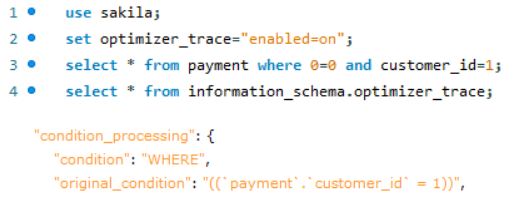 1 use sakila;
2 set optimizer_trace="enabled=on";
3 select * from payment where 0=0 and customer_id=1;
4 select * from information_schema.optimizer_trace;
"condition_processing": {
"condition": "WHERE",
"original_condition": "((`payment`.`customer_id` = 1))",